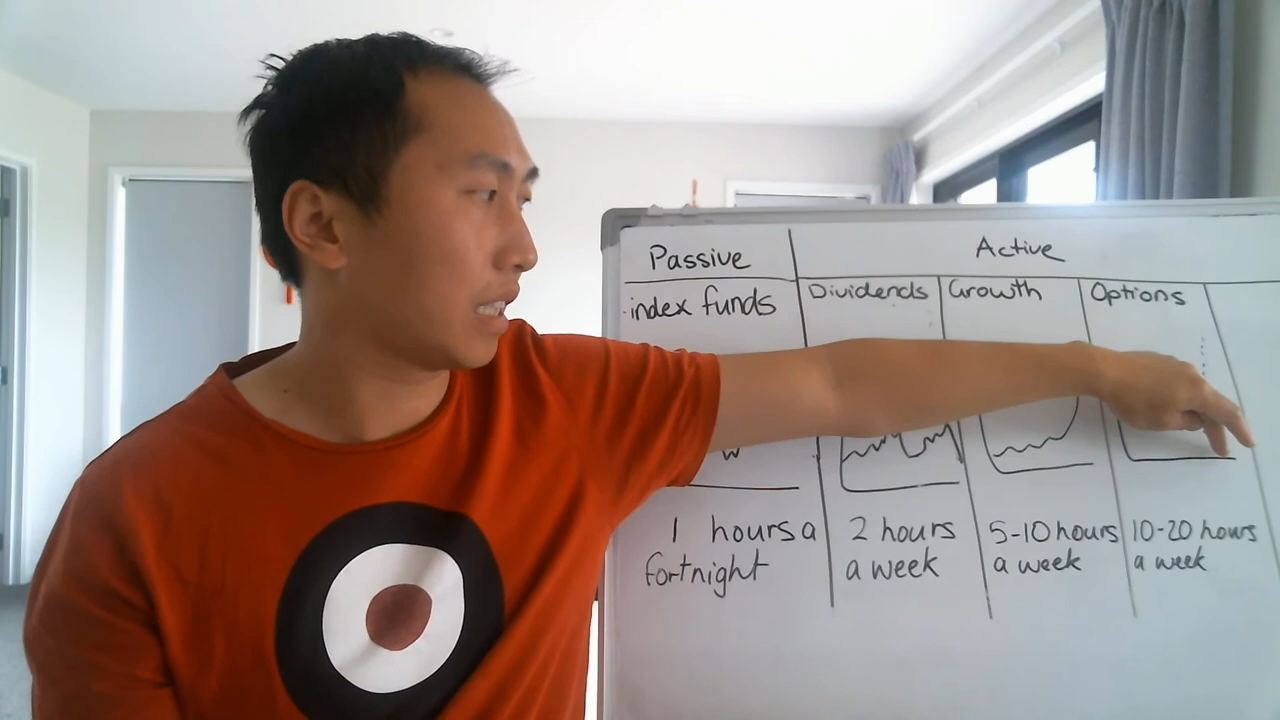 Passive
Active
index funds
Dividends
Growth
Options
1 hours a
fortnight
2 hours
a week
5-10 hours
a week
10-20 hours
a week